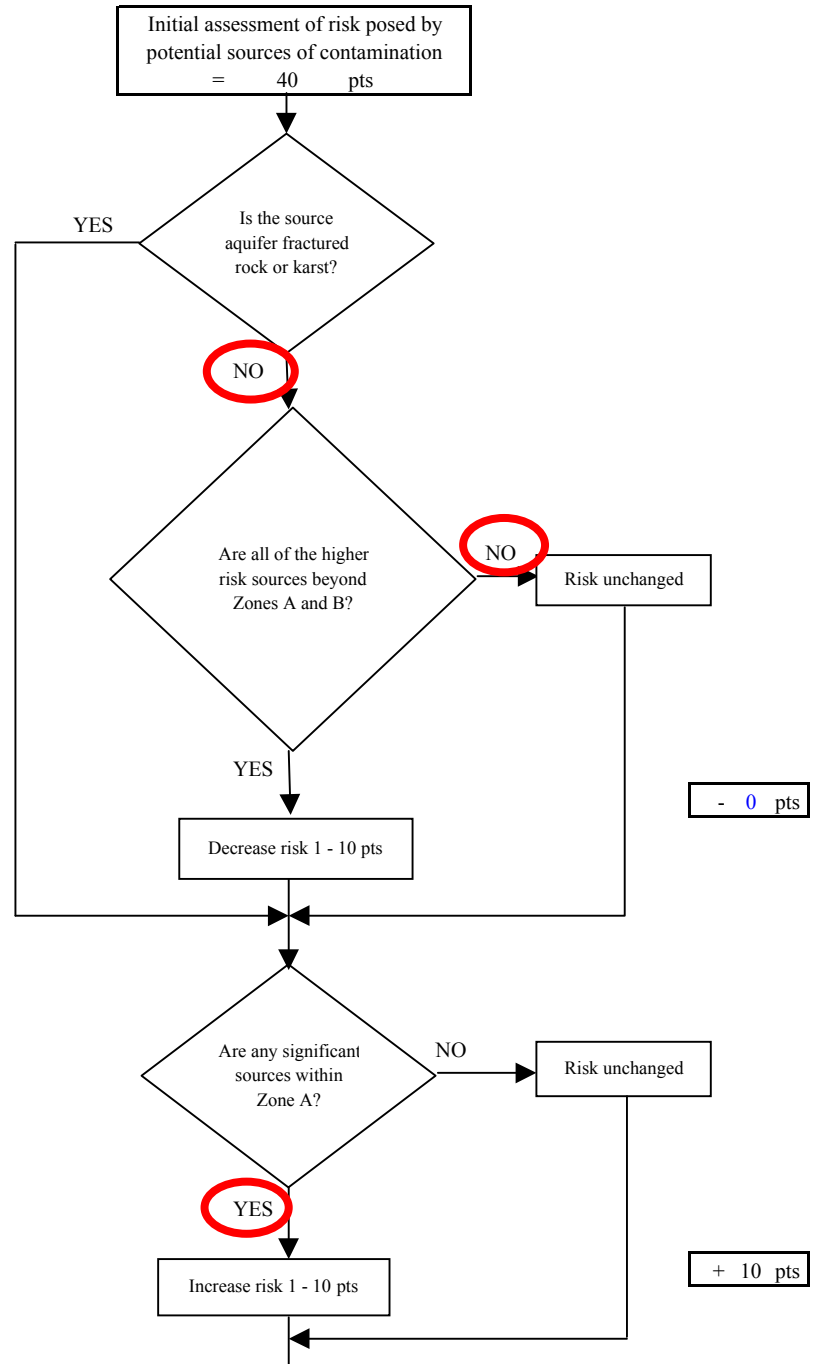 Initial assessment of risk posed by
potential sources of contamination
= 40 pts
YES
Is the source
aquifer fractured
rock or karst?
NO
Are all of the higher
risk sources beyond
Zones A and B?
NO
Risk unchanged
YES
- 0 pts
Decrease risk 1 - 10 pts
Are any significant
sources within
Zone A?
NO
Risk unchanged
YES
Increase risk 1 - 10 pts
+ 10 pts